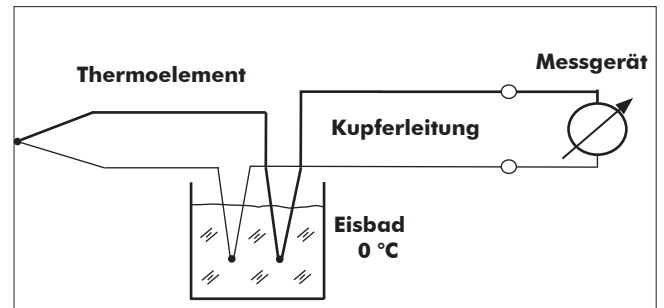 Messgerät
Thermoelement
Kupferleitung
Eisbad
0 °C